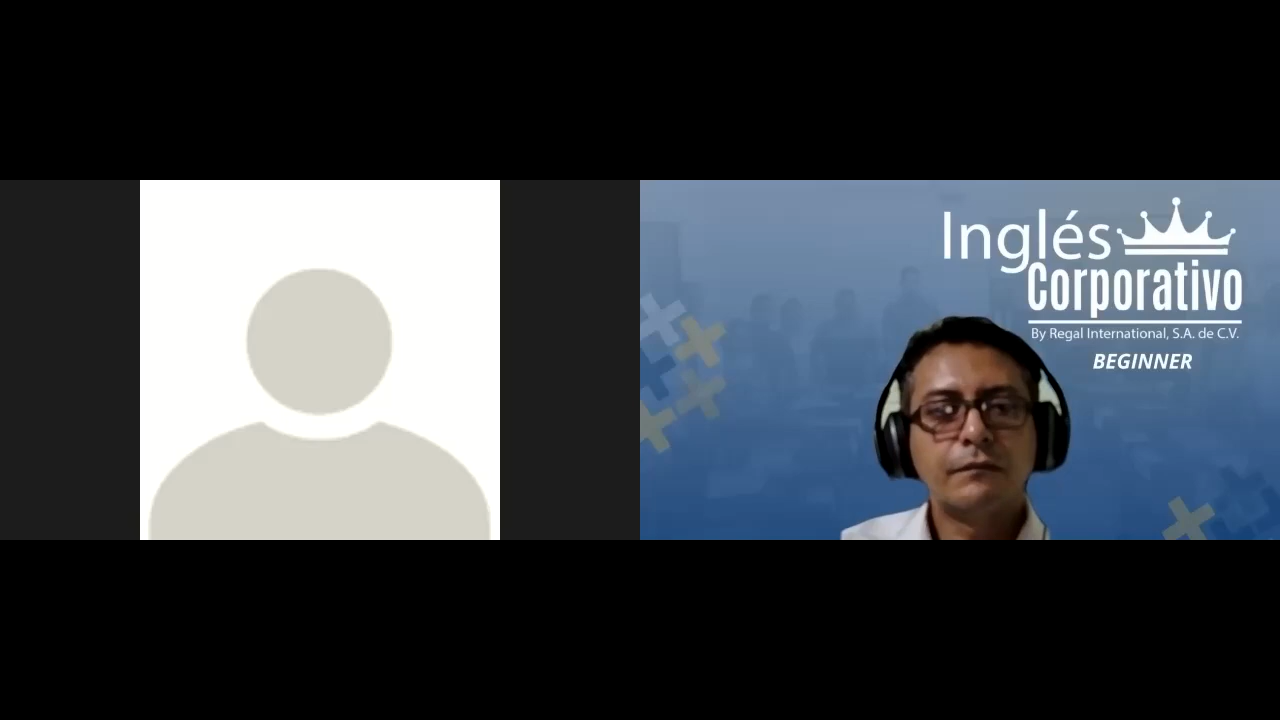 Inglés
Corporativo
By Regal International, S.A. de C.V.
BEGINNER